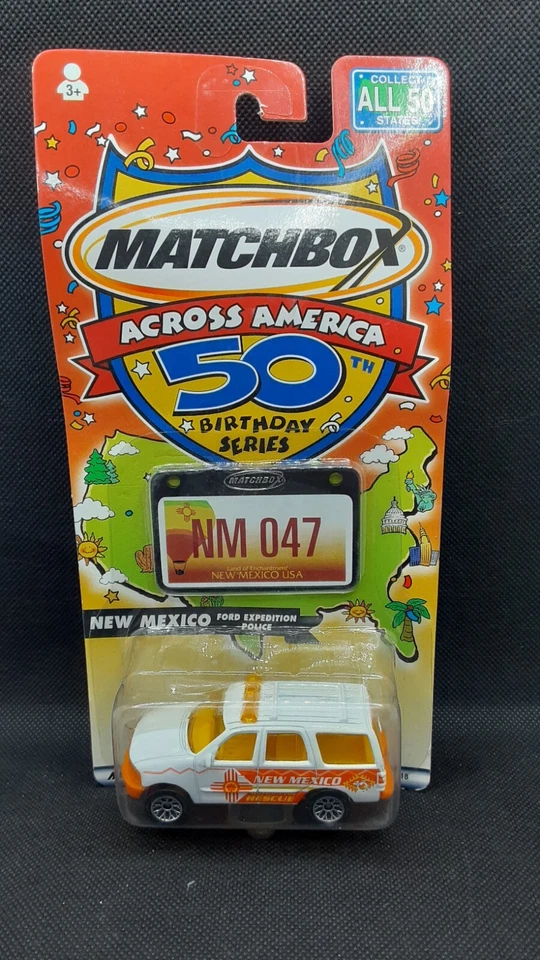 3+
COLLECT
ALL 50
STATES
MATCHBOX®
ACROSS AMERICA
50TH
BIRTHDAY
SERIES
MATCHBOX
NM 047
Land of Enchantment
NEW MEXICO USA
NEW MEXICO FORD EXPEDITION
POLICE
NEW MEXICO
RESCUE